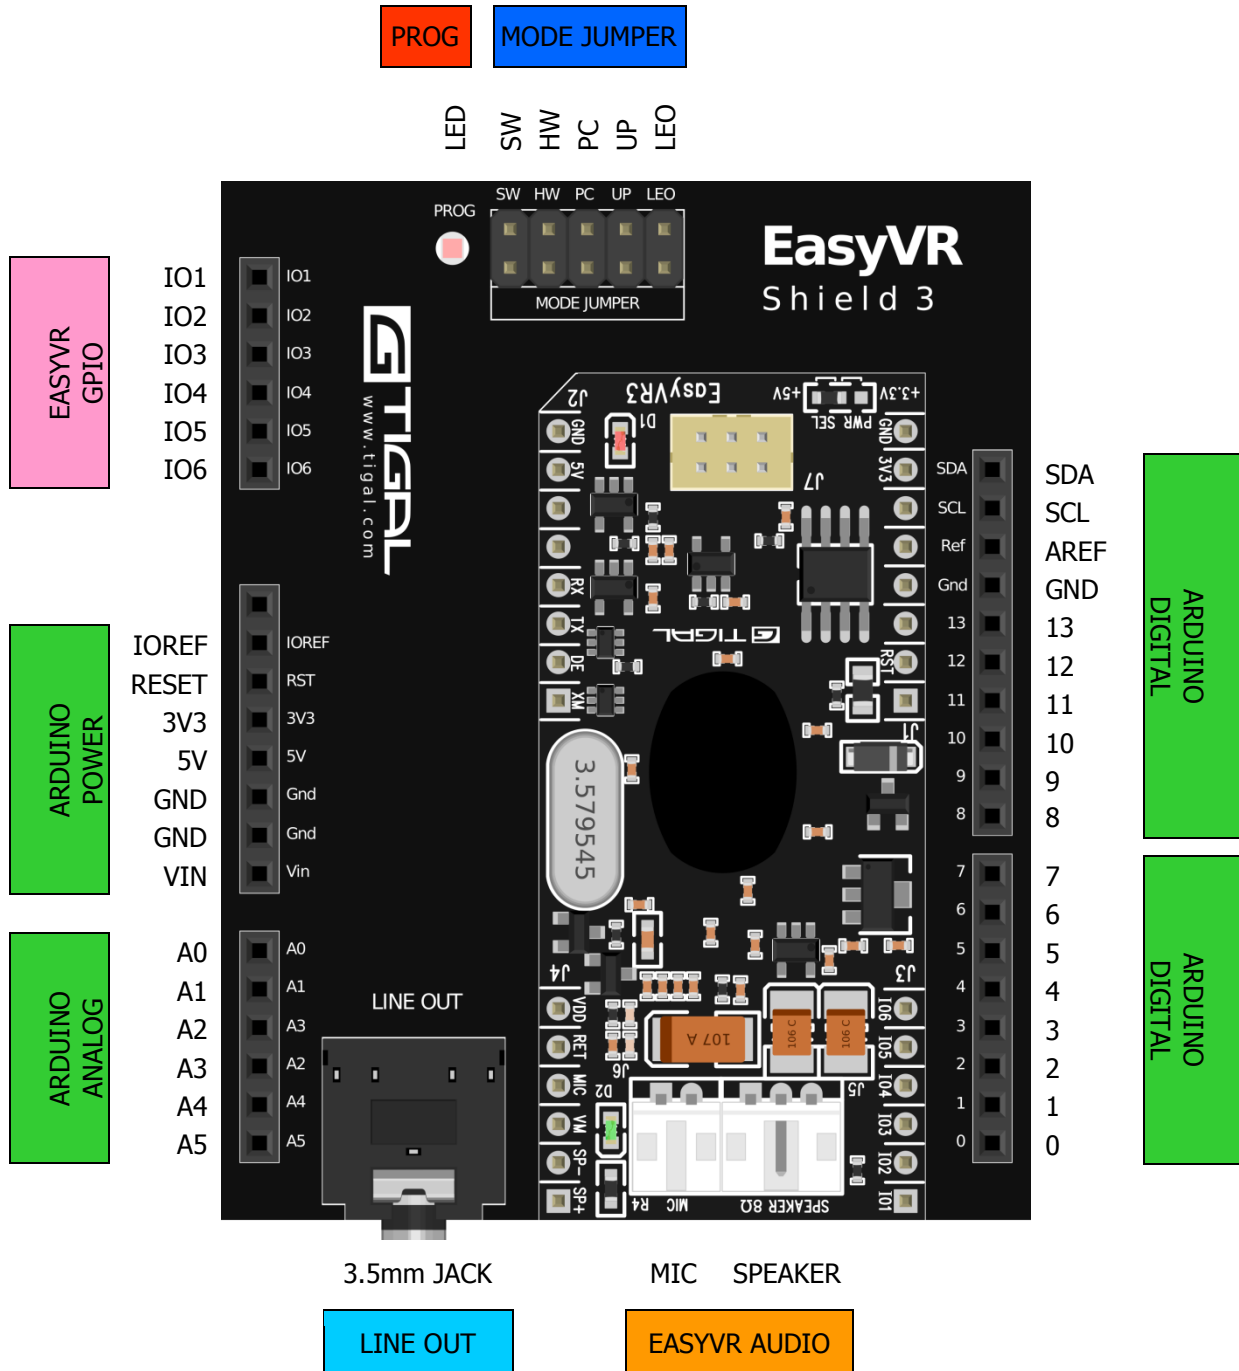 PROG
MODE JUMPER
LED
SW
HW
PC
UP
LEO
SW HW PC UP LEO
PROG
MODE JUMPER
EasyVR
Shield 3
EASYVR
GPIO
IO1
IO2
IO3
IO4
IO5
IO6
IO1
IO2
IO3
IO4
IO5
IO6
TIGAL
www.tigal.com
J2
EasyVR3
D1
+5V
+3.3V
PWR SEL
J7
GND
5V
RX
TX
DE
XM
GND
3V3
RST
J1
TIGAL
3.579545
ARDUINO
POWER
IOREF
RESET
3V3
5V
GND
GND
VIN
IOREF
RST
3V3
5V
Gnd
Gnd
Vin
ARDUINO
ANALOG
A0
A1
A2
A3
A4
A5
A0
A1
A3
A2
A4
A5
LINE OUT
J4
VDD
RET
MIC
VM
SP-
SP+
J6
D2
R4
MIC
SPEAKER 8Ω
107 A
106 C
106 C
J5
J3
IO6
IO5
IO4
IO3
IO2
IO1
SDA
SCL
Ref
Gnd
13
12
11
10
9
8
SDA
SCL
AREF
GND
13
12
11
10
9
8
ARDUINO
DIGITAL
7
6
5
4
3
2
1
0
7
6
5
4
3
2
1
0
ARDUINO
DIGITAL
3.5mm JACK
MIC
SPEAKER
LINE OUT
EASYVR AUDIO